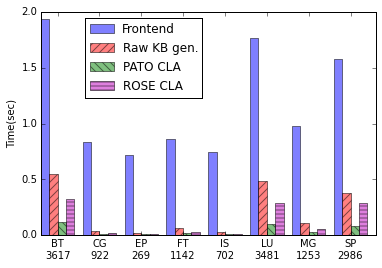 2.0
1.5
1.0
0.5
0.0
Time(sec)
Frontend
Raw KB gen.
PATO CLA
ROSE CLA
BT CG EP FT IS LU MG SP
3617 922 269 1142 702 3481 1253 2986